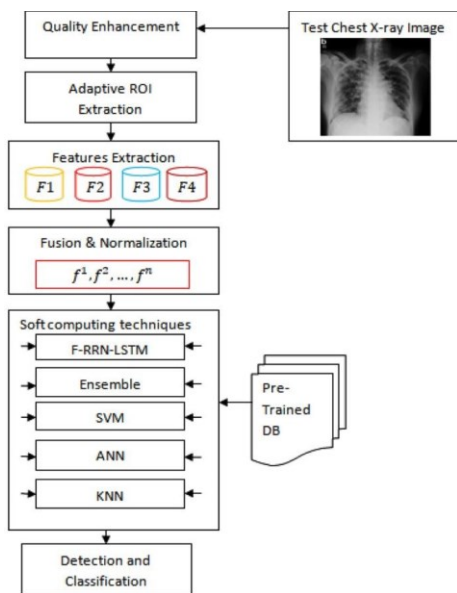 Quality Enhancement
Test Chest X-ray Image
D
Adaptive ROI
Extraction
Features Extraction
F1 F2 F3 F4
Fusion & Normalization
f¹, f², ..., fⁿ
Soft computing techniques
F-RRN-LSTM
Ensemble
SVM
ANN
KNN
Pre-
Trained
DB
Detection and
Classification